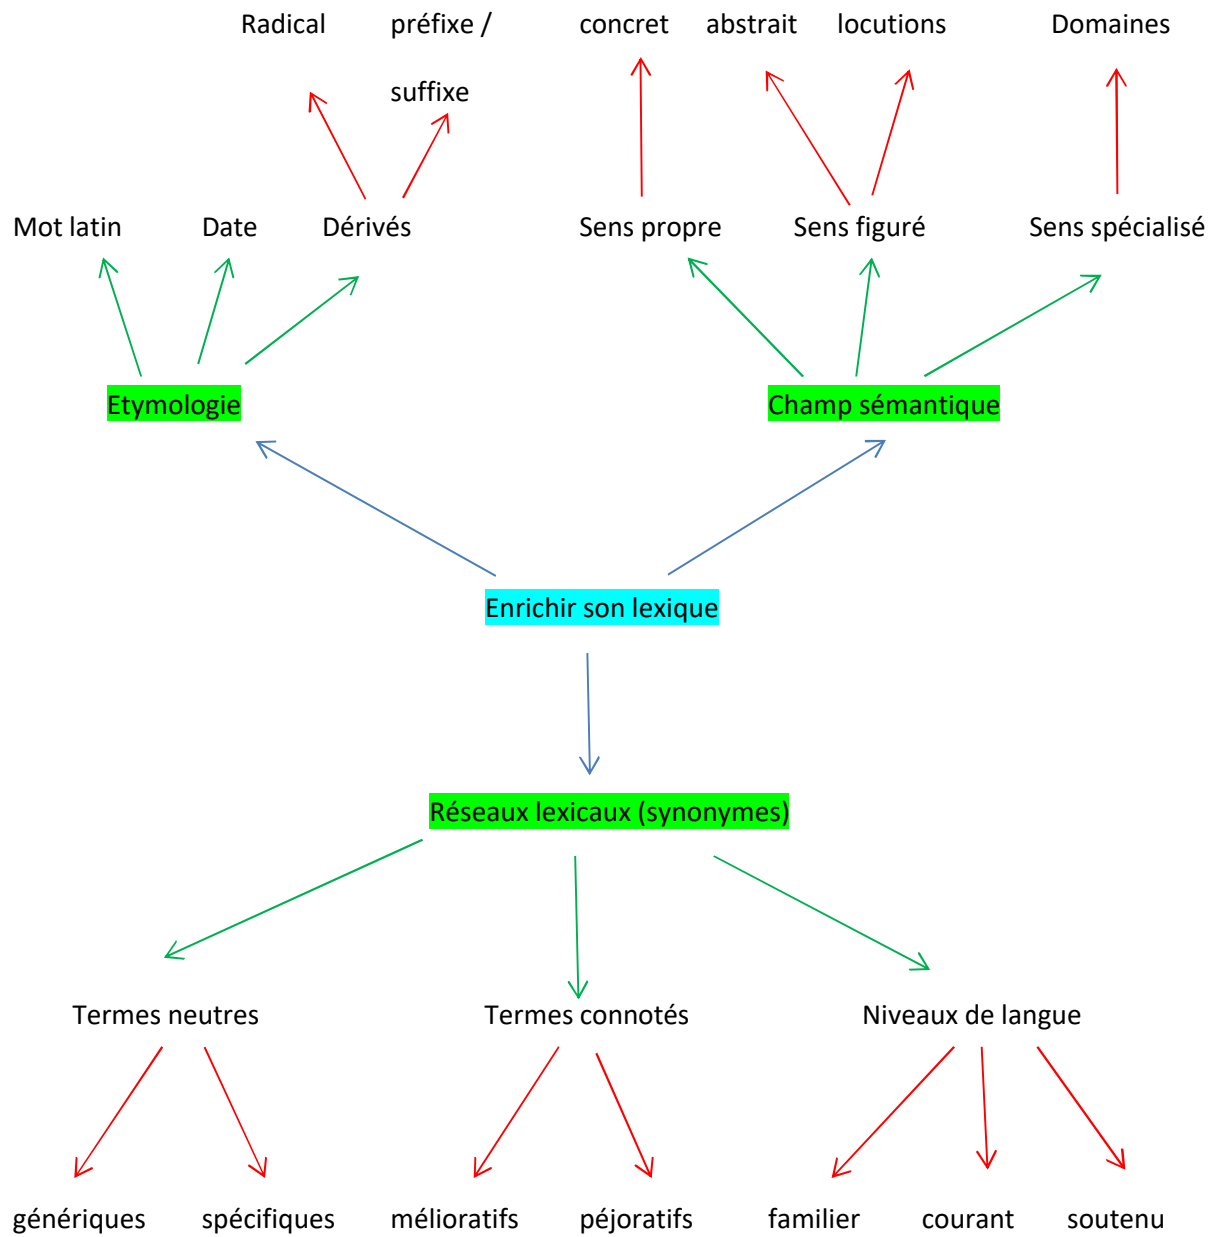 Radical préfixe / concret abstrait locutions Domaines
suffixe
Mot latin Date Dérivés Sens propre Sens figuré Sens spécialisé
Etymologie Champ sémantique
Enrichir son lexique
Réseaux lexicaux (synonymes)
Termes neutres Termes connotés Niveaux de langue
génériques spécifiques mélioratifs péjoratifs familier courant soutenu